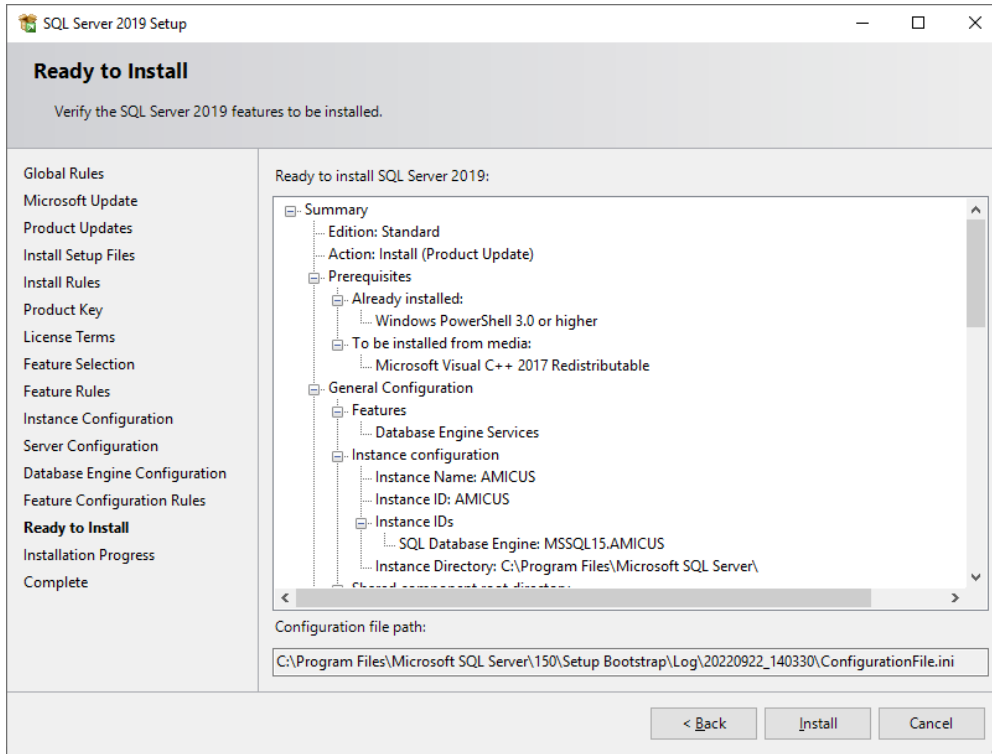 SQL Server 2019 Setup
Ready to Install
Verify the SQL Server 2019 features to be installed.
Global Rules
Microsoft Update
Product Updates
Install Setup Files
Install Rules
Product Key
License Terms
Feature Selection
Feature Rules
Instance Configuration
Server Configuration
Database Engine Configuration
Feature Configuration Rules
Ready to Install
Installation Progress
Complete
Ready to install SQL Server 2019:
Summary
Edition: Standard
Action: Install (Product Update)
Prerequisites
Already installed:
Windows PowerShell 3.0 or higher
To be installed from media:
Microsoft Visual C++ 2017 Redistributable
General Configuration
Features
Database Engine Services
Instance configuration
Instance Name: AMICUS
Instance ID: AMICUS
Instance IDs
SQL Database Engine: MSSQL15.AMICUS
Instance Directory: C:\Program Files\Microsoft SQL Server\
Shared component root directory
Configuration file path:
C:\Program Files\Microsoft SQL Server\150\Setup Bootstrap\Log\20220922_140330\ConfigurationFile.ini
< Back
Install
Cancel